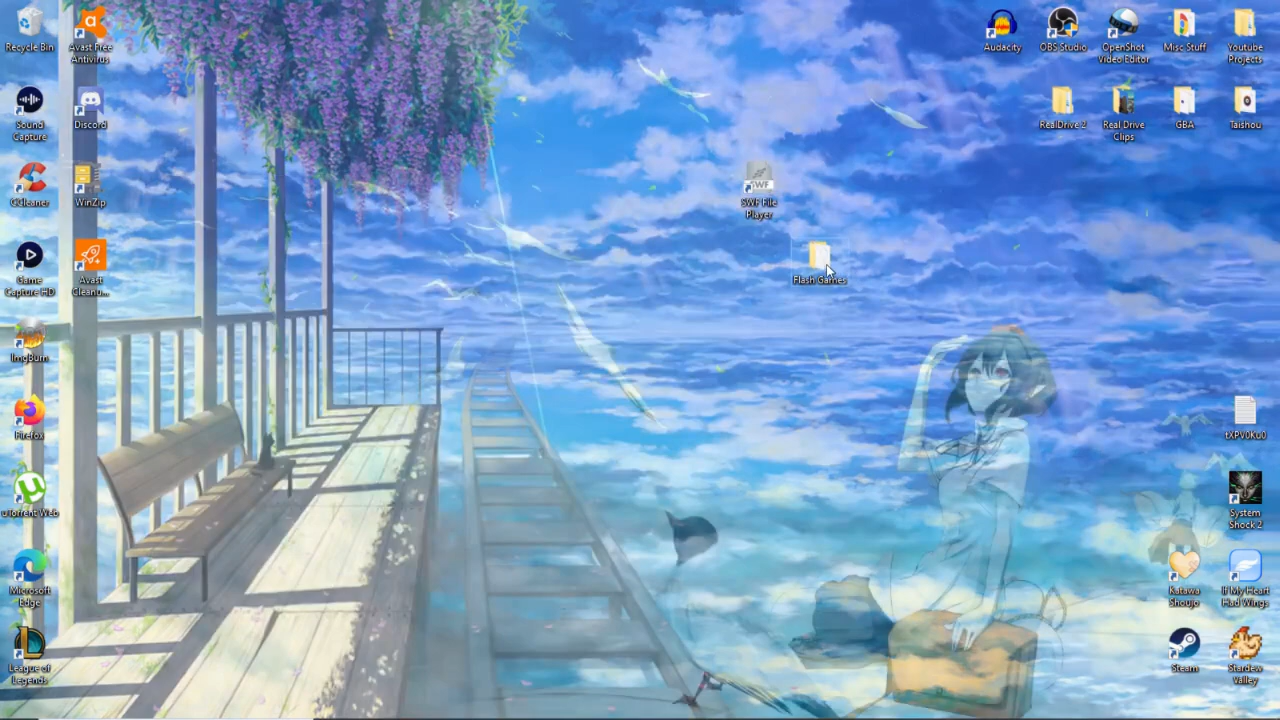 Recycle Bin
Avast Free
Antivirus
Sound
Capture
Discord
CCleaner
WinZip
Game
Capture HD
Avast
Cleanu...
ImgBurn
Firefox
uTorrent Web
Microsoft
Edge
League of
Legends
SWF
SWF File
Player
Flash Games
Audacity
OBS Studio
OpenShot
Video Editor
Misc Stuff
Youtube
Projects
RealDrive 2
Real Drive
Clips
GBA
Taishou
tXPV0Ku0
System
Shock 2
Katawa
Shoujo
If My Heart
Had Wings
Steam
Stardew
Valley